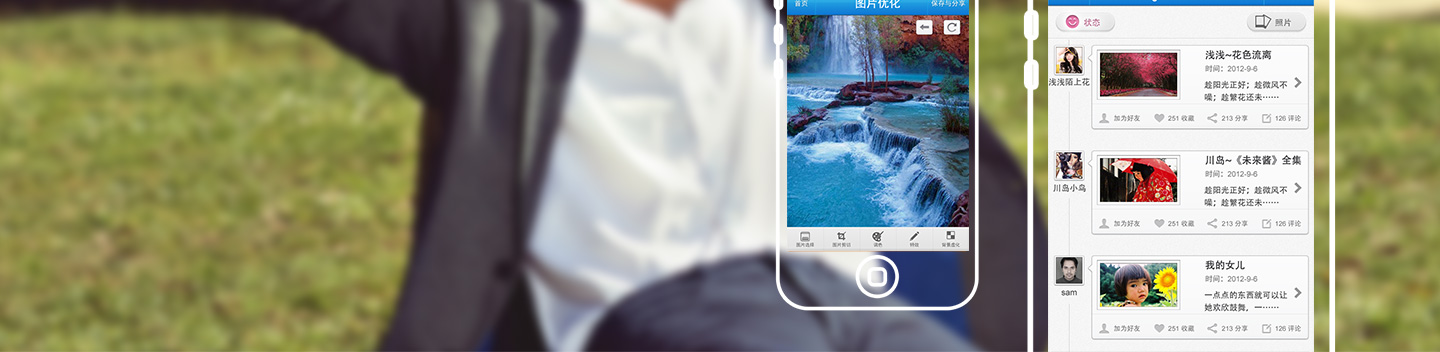 首页 图片优化 保存与分享
图片选择 图片剪切 调色 特效 背景虚化
状态 照片
浅浅陌上花
浅浅~花色流离
时间：2012-9-6
趁阳光正好；趁微风不
噪；趁繁花还未……
加为好友 251 收藏 213 分享 126 评论
川岛小鸟
川岛~《未来酱》全集
时间：2012-9-6
趁阳光正好；趁微风不
噪；趁繁花还未……
加为好友 251 收藏 213 分享 126 评论
sam
我的女儿
时间：2012-9-6
一点点的东西就可以让
她欢欣鼓舞，一……
加为好友 251 收藏 213 分享 126 评论